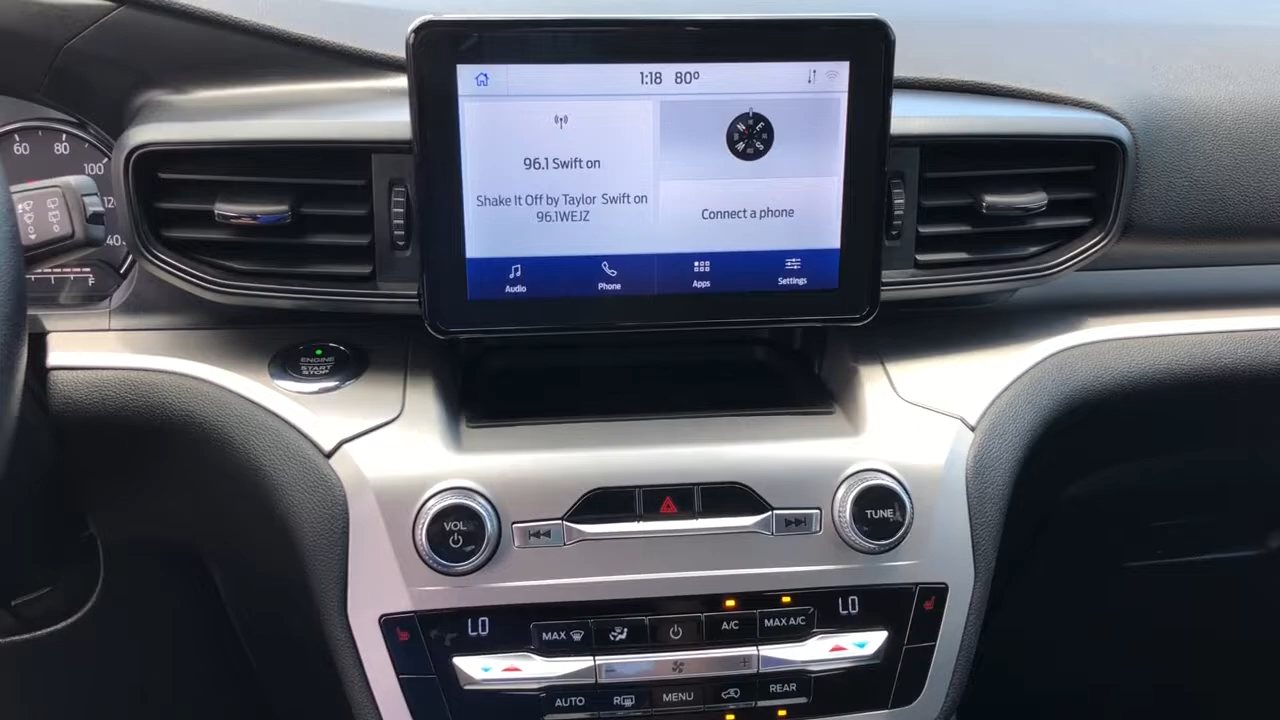 60
80
100
12
40
F
1:18 80°
96.1 Swift on
Shake It Off by Taylor Swift on
96.1WEJZ
N E
W S
Connect a phone
Audio
Phone
Apps
Settings
ENGINE
START
STOP
VOL
TUNE
LO
LO
MAX
A/C
MAX A/C
AUTO
R
MENU
REAR